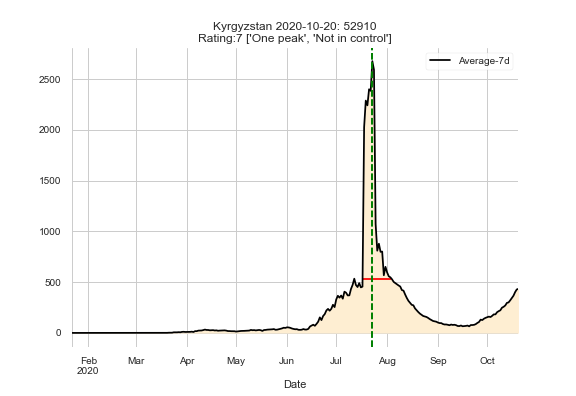 Kyrgyzstan 2020-10-20: 52910
Rating:7 ['One peak', 'Not in control']
Average-7d
2500
2000
1500
1000
500
0
Feb Mar Apr May Jun Jul Aug Sep Oct
2020
Date